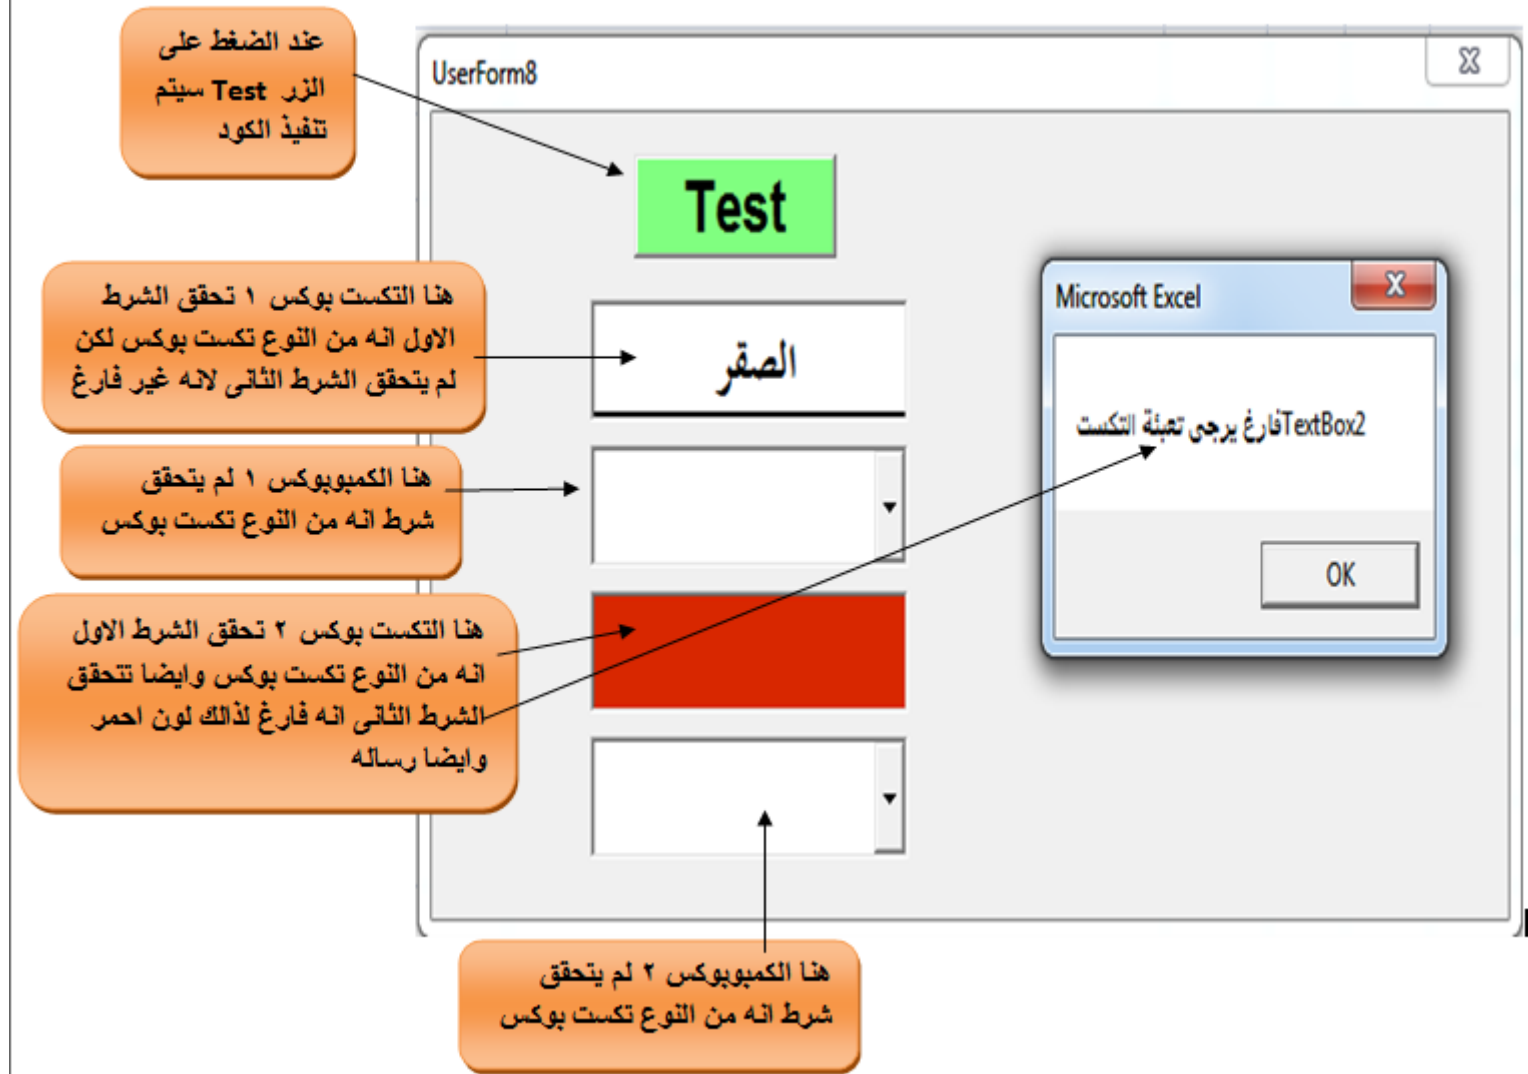 عند الضغط على
الزر Test سيتم
تنفيذ الكود
UserForm8
Test
هنا التكست بوكس ١ تحقق الشرط
الاول انه من النوع تكست بوكس لكن
لم يتحقق الشرط الثانى لانه غير فارغ
الصقر
Microsoft Excel
فارغ يرجى تعبئة التكستTextBox2
OK
هنا الكمبوبوكس ١ لم يتحقق
شرط انه من النوع تكست بوكس
هنا التكست بوكس ٢ تحقق الشرط الاول
انه من النوع تكست بوكس وايضا تتحقق
الشرط الثانى انه فارغ لذالك لون احمر
وايضا رساله
هنا الكمبوبوكس ٢ لم يتحقق
شرط انه من النوع تكست بوكس